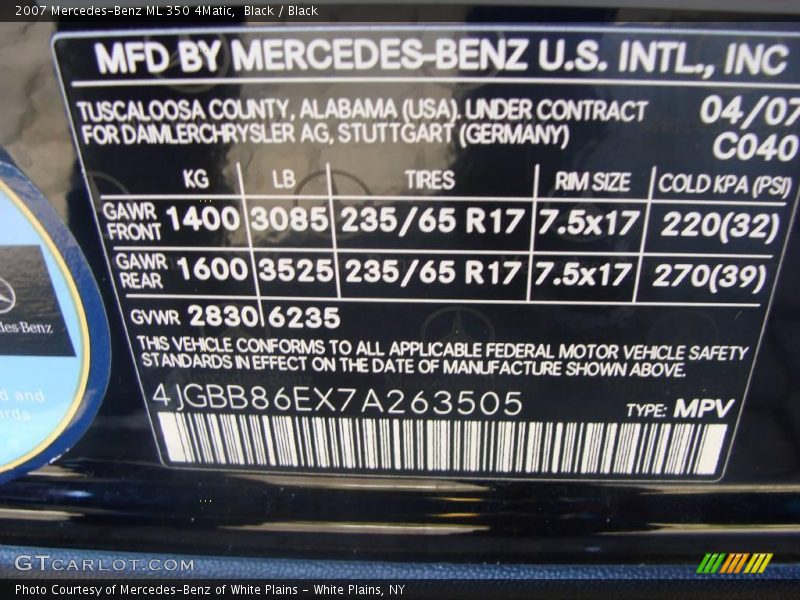 2007 Mercedes-Benz ML 350 4Matic, Black / Black
MFD BY MERCEDES-BENZ U.S. INTL., INC
TUSCALOOSA COUNTY, ALABAMA (USA). UNDER CONTRACT 04/07
FOR DAIMLERCHRYSLER AG, STUTTGART (GERMANY) C040
KG LB TIRES RIM SIZE COLD KPA (PSI)
GAWR FRONT 1400 3085 235/65 R17 7.5x17 220(32)
GAWR REAR 1600 3525 235/65 R17 7.5x17 270(39)
GVWR 2830 6235
THIS VEHICLE CONFORMS TO ALL APPLICABLE FEDERAL MOTOR VEHICLE SAFETY
STANDARDS IN EFFECT ON THE DATE OF MANUFACTURE SHOWN ABOVE.
4JGBB86EX7A263505 TYPE: MPV
des-Benz
d and
ords
GTCARLOT.COM
Photo Courtesy of Mercedes-Benz of White Plains - White Plains, NY